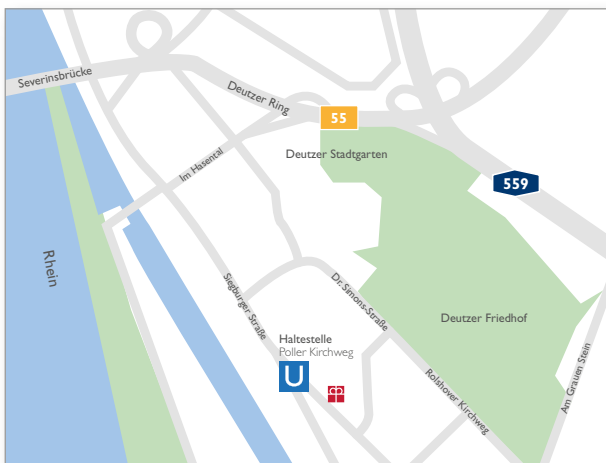 Severinsbrücke
Deutzer Ring
55
Deutzer Stadtgarten
Im Hasental
559
Rhein
Siegburger Straße
Dr.-Simons-Straße
Deutzer Friedhof
Haltestelle
Poller Kirchweg
U
Rolshover Kirchweg
Am Grauen Stein